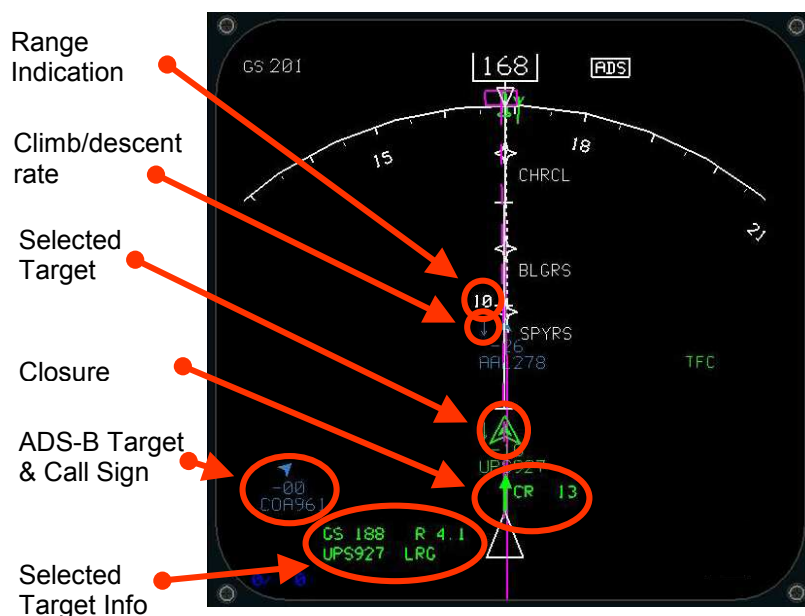 Range
Indication
Climb/descent
rate
Selected
Target
Closure
ADS-B Target
& Call Sign
Selected
Target Info
GS 201
168
ADS
15
18
21
CHRCL
BLGRS
10
SPYRS
-26
AAL278
TFC
UPS927
CR 13
-00
COA961
GS 188 R 4.1
UPS927 LRG